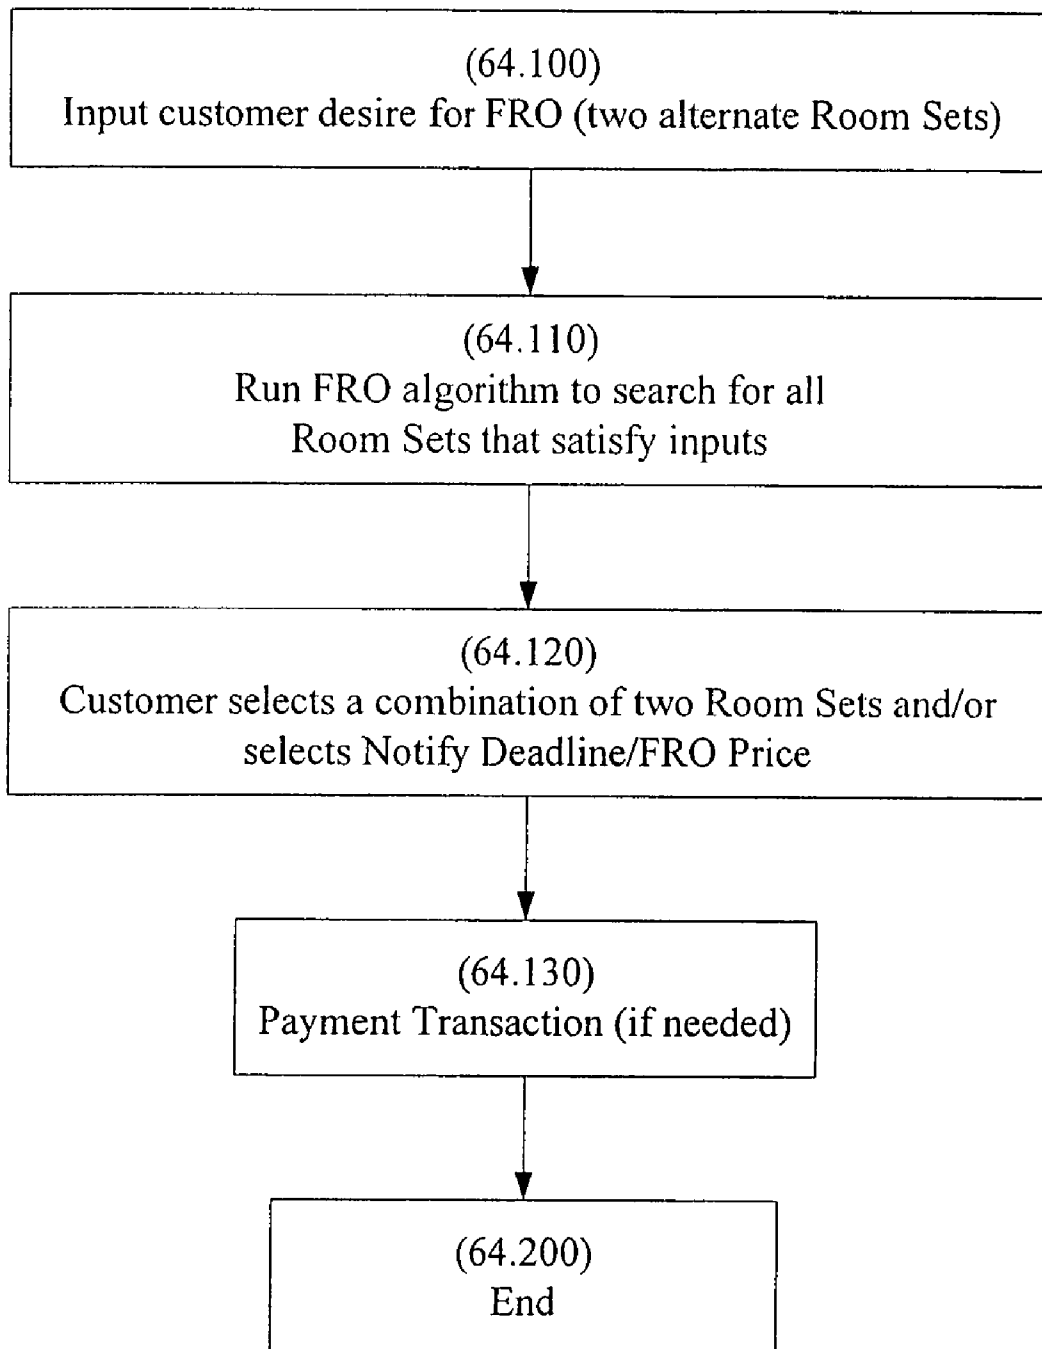 (64.100)
Input customer desire for FRO (two alternate Room Sets)
(64.110)
Run FRO algorithm to search for all
Room Sets that satisfy inputs
(64.120)
Customer selects a combination of two Room Sets and/or
selects Notify Deadline/FRO Price
(64.130)
Payment Transaction (if needed)
(64.200)
End